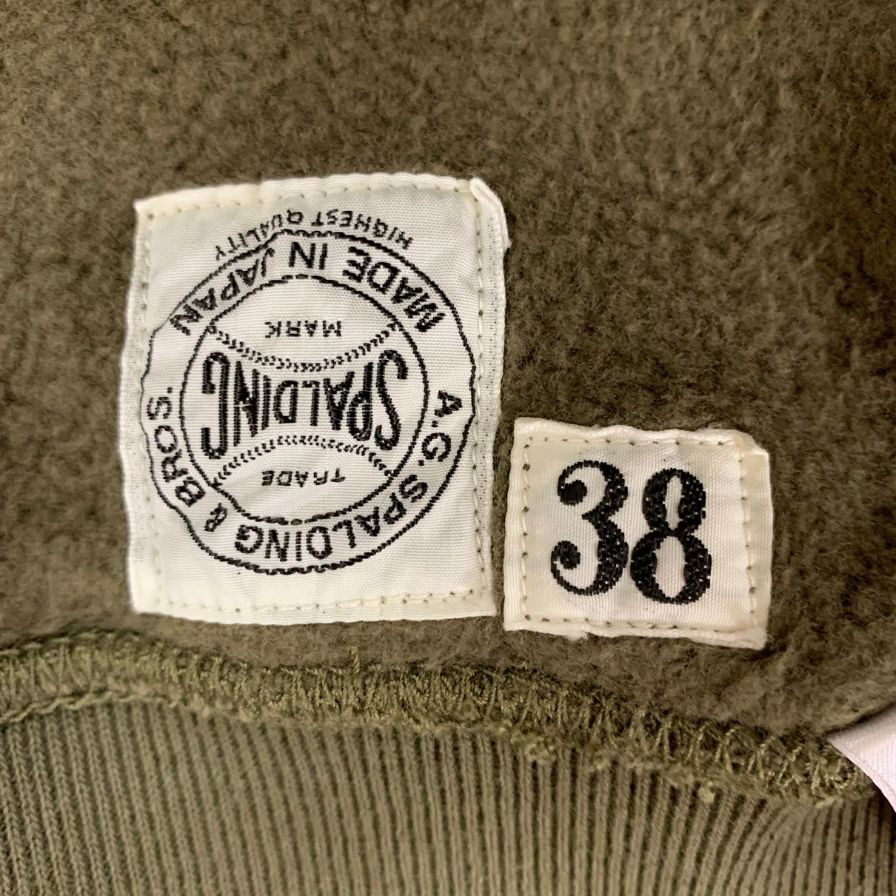 HIGHEST QUALITY
MADE IN JAPAN
A.G. SPALDING & BROS.
TRADE
SPALDING
MARK
38